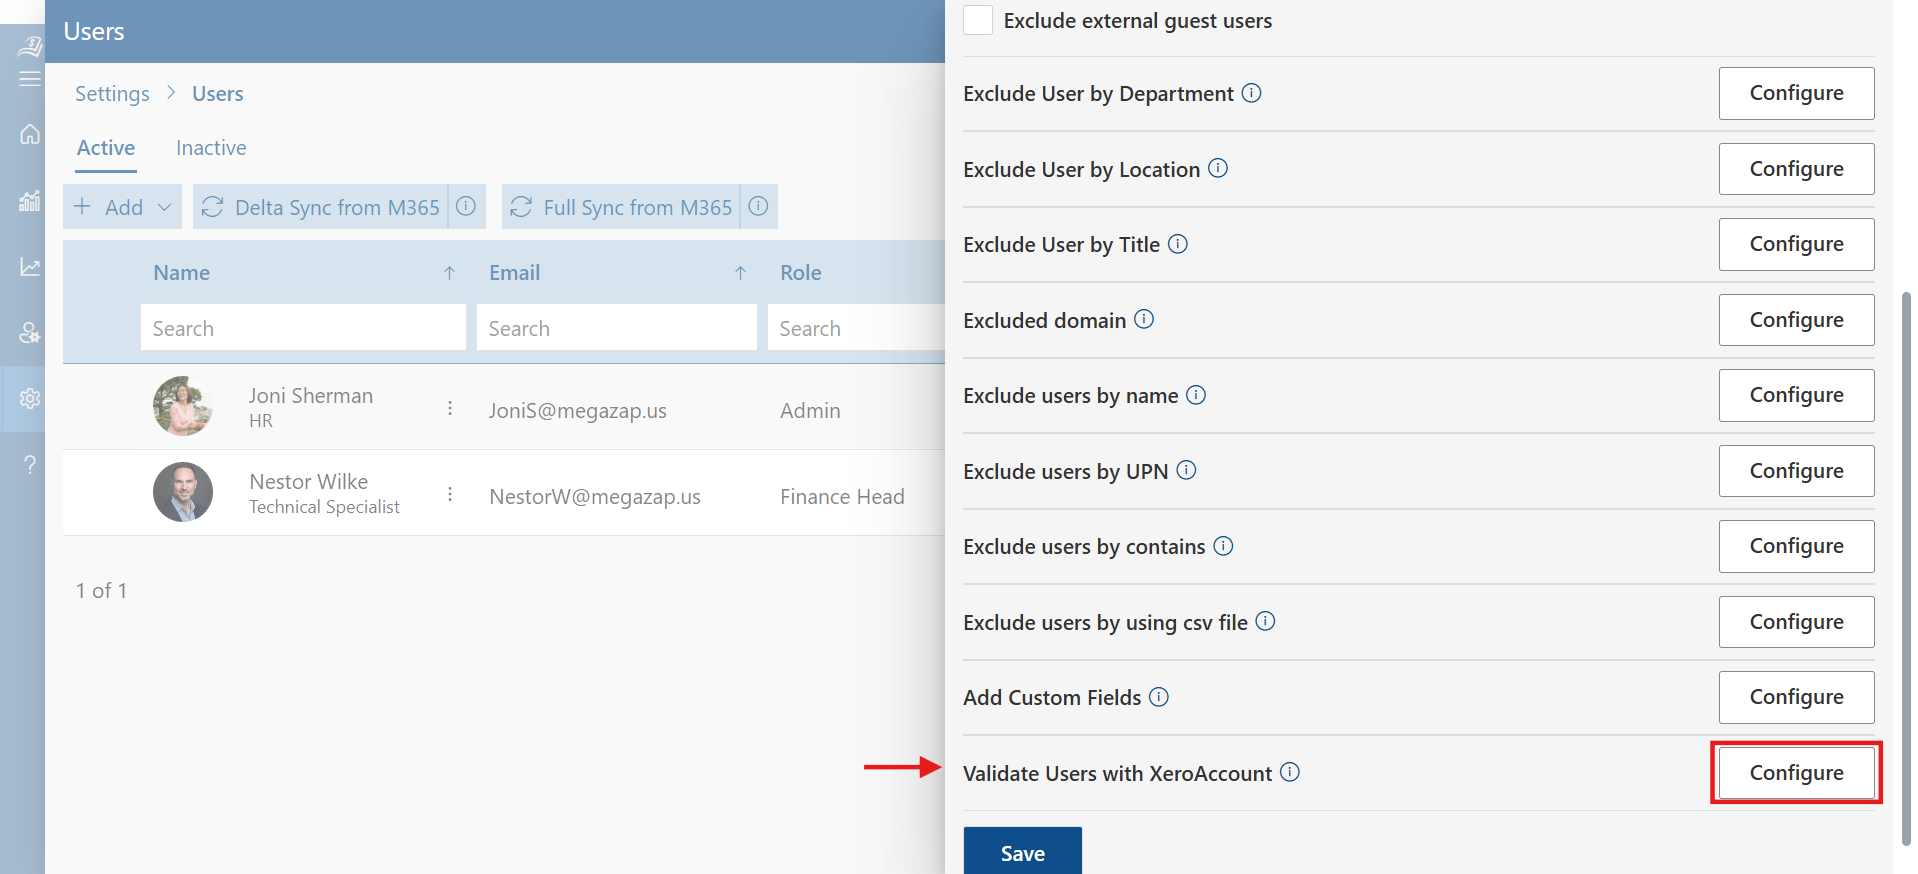 Users
Settings > Users
Active Inactive
+ Add Delta Sync from M365 Full Sync from M365
Name Email Role
Search Search Search
Joni Sherman
HR
JoniS@megazap.us Admin
Nestor Wilke
Technical Specialist
NestorW@megazap.us Finance Head
1 of 1
Exclude external guest users
Exclude User by Department Configure
Exclude User by Location Configure
Exclude User by Title Configure
Excluded domain Configure
Exclude users by name Configure
Exclude users by UPN Configure
Exclude users by contains Configure
Exclude users by using csv file Configure
Add Custom Fields Configure
Validate Users with XeroAccount Configure
Save